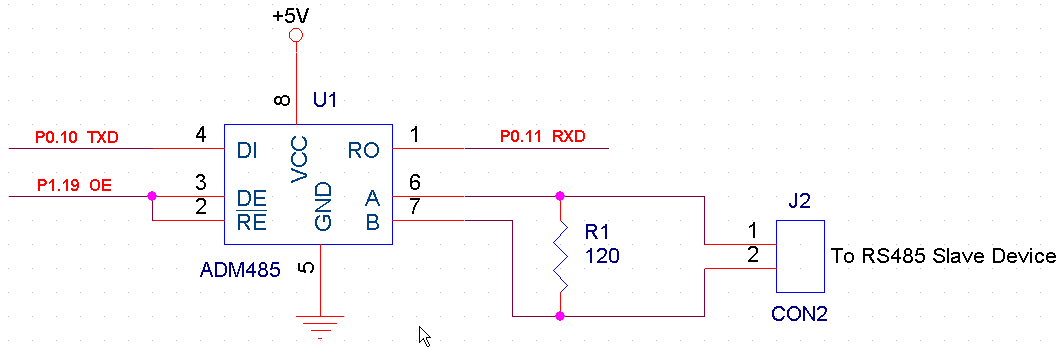 +5V
8
U1
P0.10 TXD
4
1
P0.11 RXD
DI
VCC
RO
P1.19 OE
3
6
DE
GND
A
2
7
RE
B
J2
R1
120
1
2
To RS485 Slave Device
ADM485
5
CON2